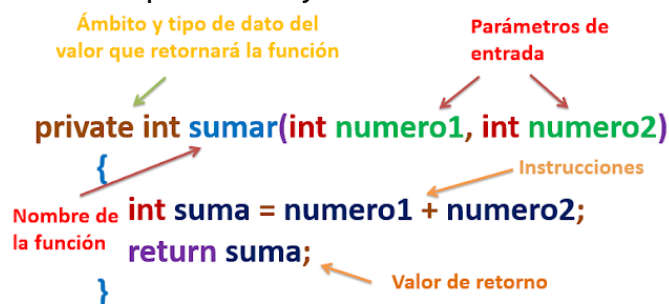 Ámbito y tipo de dato del
valor que retornará la función
Parámetros de
entrada
private int sumar(int numero1, int numero2)
{
Instrucciones
Nombre de
la función
int suma = numero1 + numero2;
return suma;
Valor de retorno
}